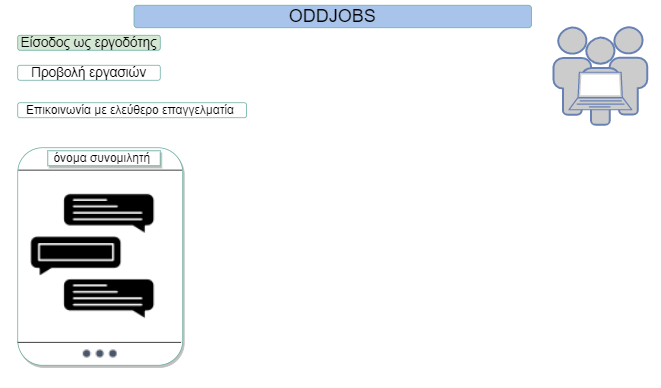 ODDJOBS
Είσοδος ως εργοδότης
Προβολή εργασιών
Επικοινωνία με ελεύθερο επαγγελματία
όνομα συνομιλητή